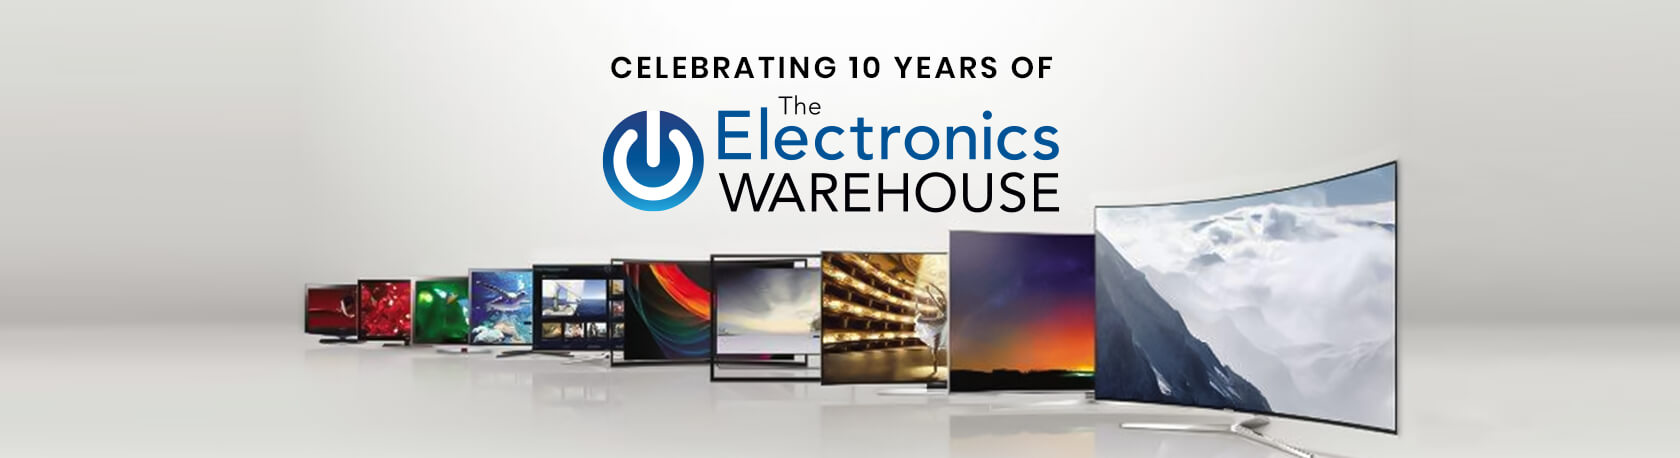 CELEBRATING 10 YEARS OF
The
Electronics
WAREHOUSE